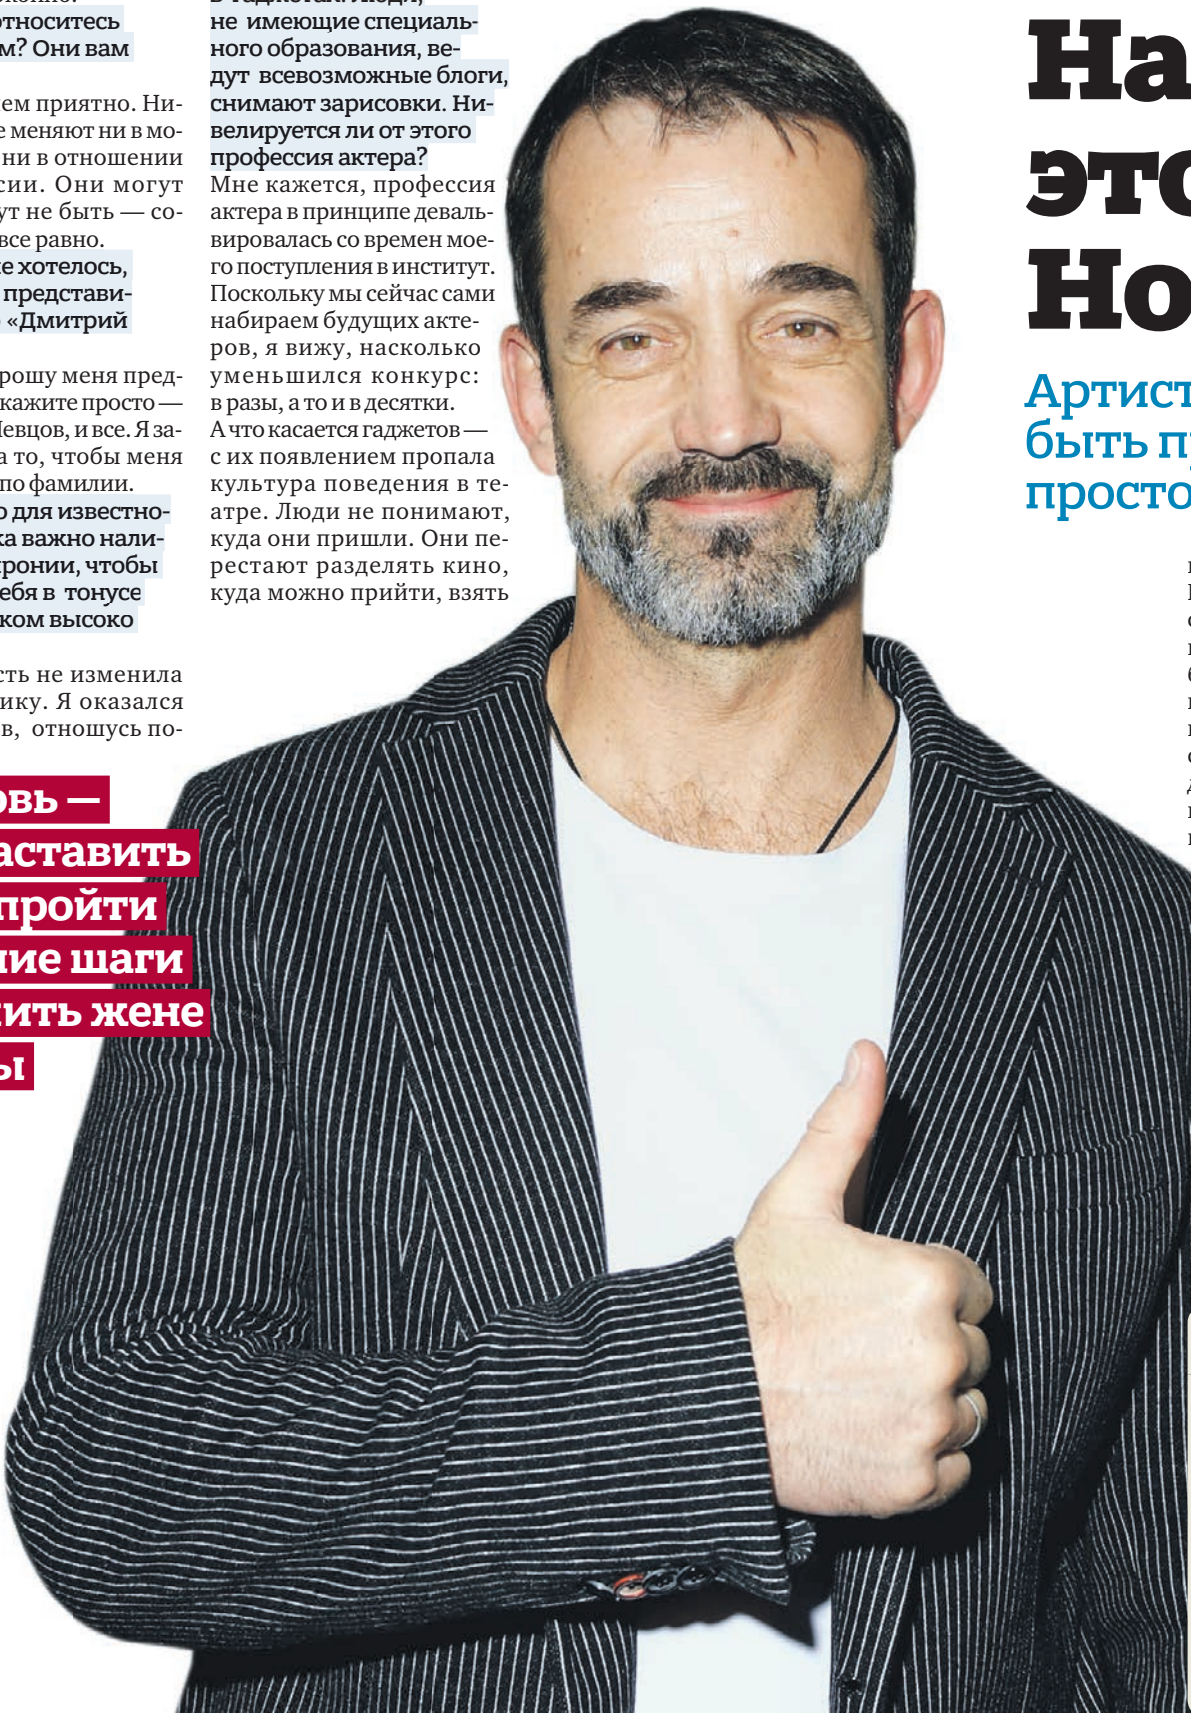 относитесь
м? Они вам
ем приятно. Ни-
е меняют ни в мо-
ни в отношении
сии. Они могут
ут не быть — со-
все равно.
е хотелось,
представи-
«Дмитрий
рошу меня пред-
кажите просто —
Певцов, и все. Я за-
а то, чтобы меня
по фамилии.
о для известно-
ка важно нали-
ронии, чтобы
ебя в тонусе
ком высоко
сть не изменила
ику. Я оказался
в, отношусь по-
овь —
аставить
пройти
ние шаги
ить жене
ы
в гаджетах. Люди,
не имеющие специаль-
ного образования, ве-
дут всевозможные блоги,
снимают зарисовки. Ни-
велируется ли от этого
профессия актера?
Мне кажется, профессия
актера в принципе деваль-
вировалась со времен мое-
го поступления в институт.
Поскольку мы сейчас сами
набираем будущих акте-
ров, я вижу, насколько
уменьшился конкурс:
в разы, а то и в десятки.
А что касается гаджетов —
с их появлением пропала
культура поведения в те-
атре. Люди не понимают,
куда они пришли. Они пе-
рестают разделять кино,
куда можно прийти, взять
На
это
Но
Артист
быть п
просто